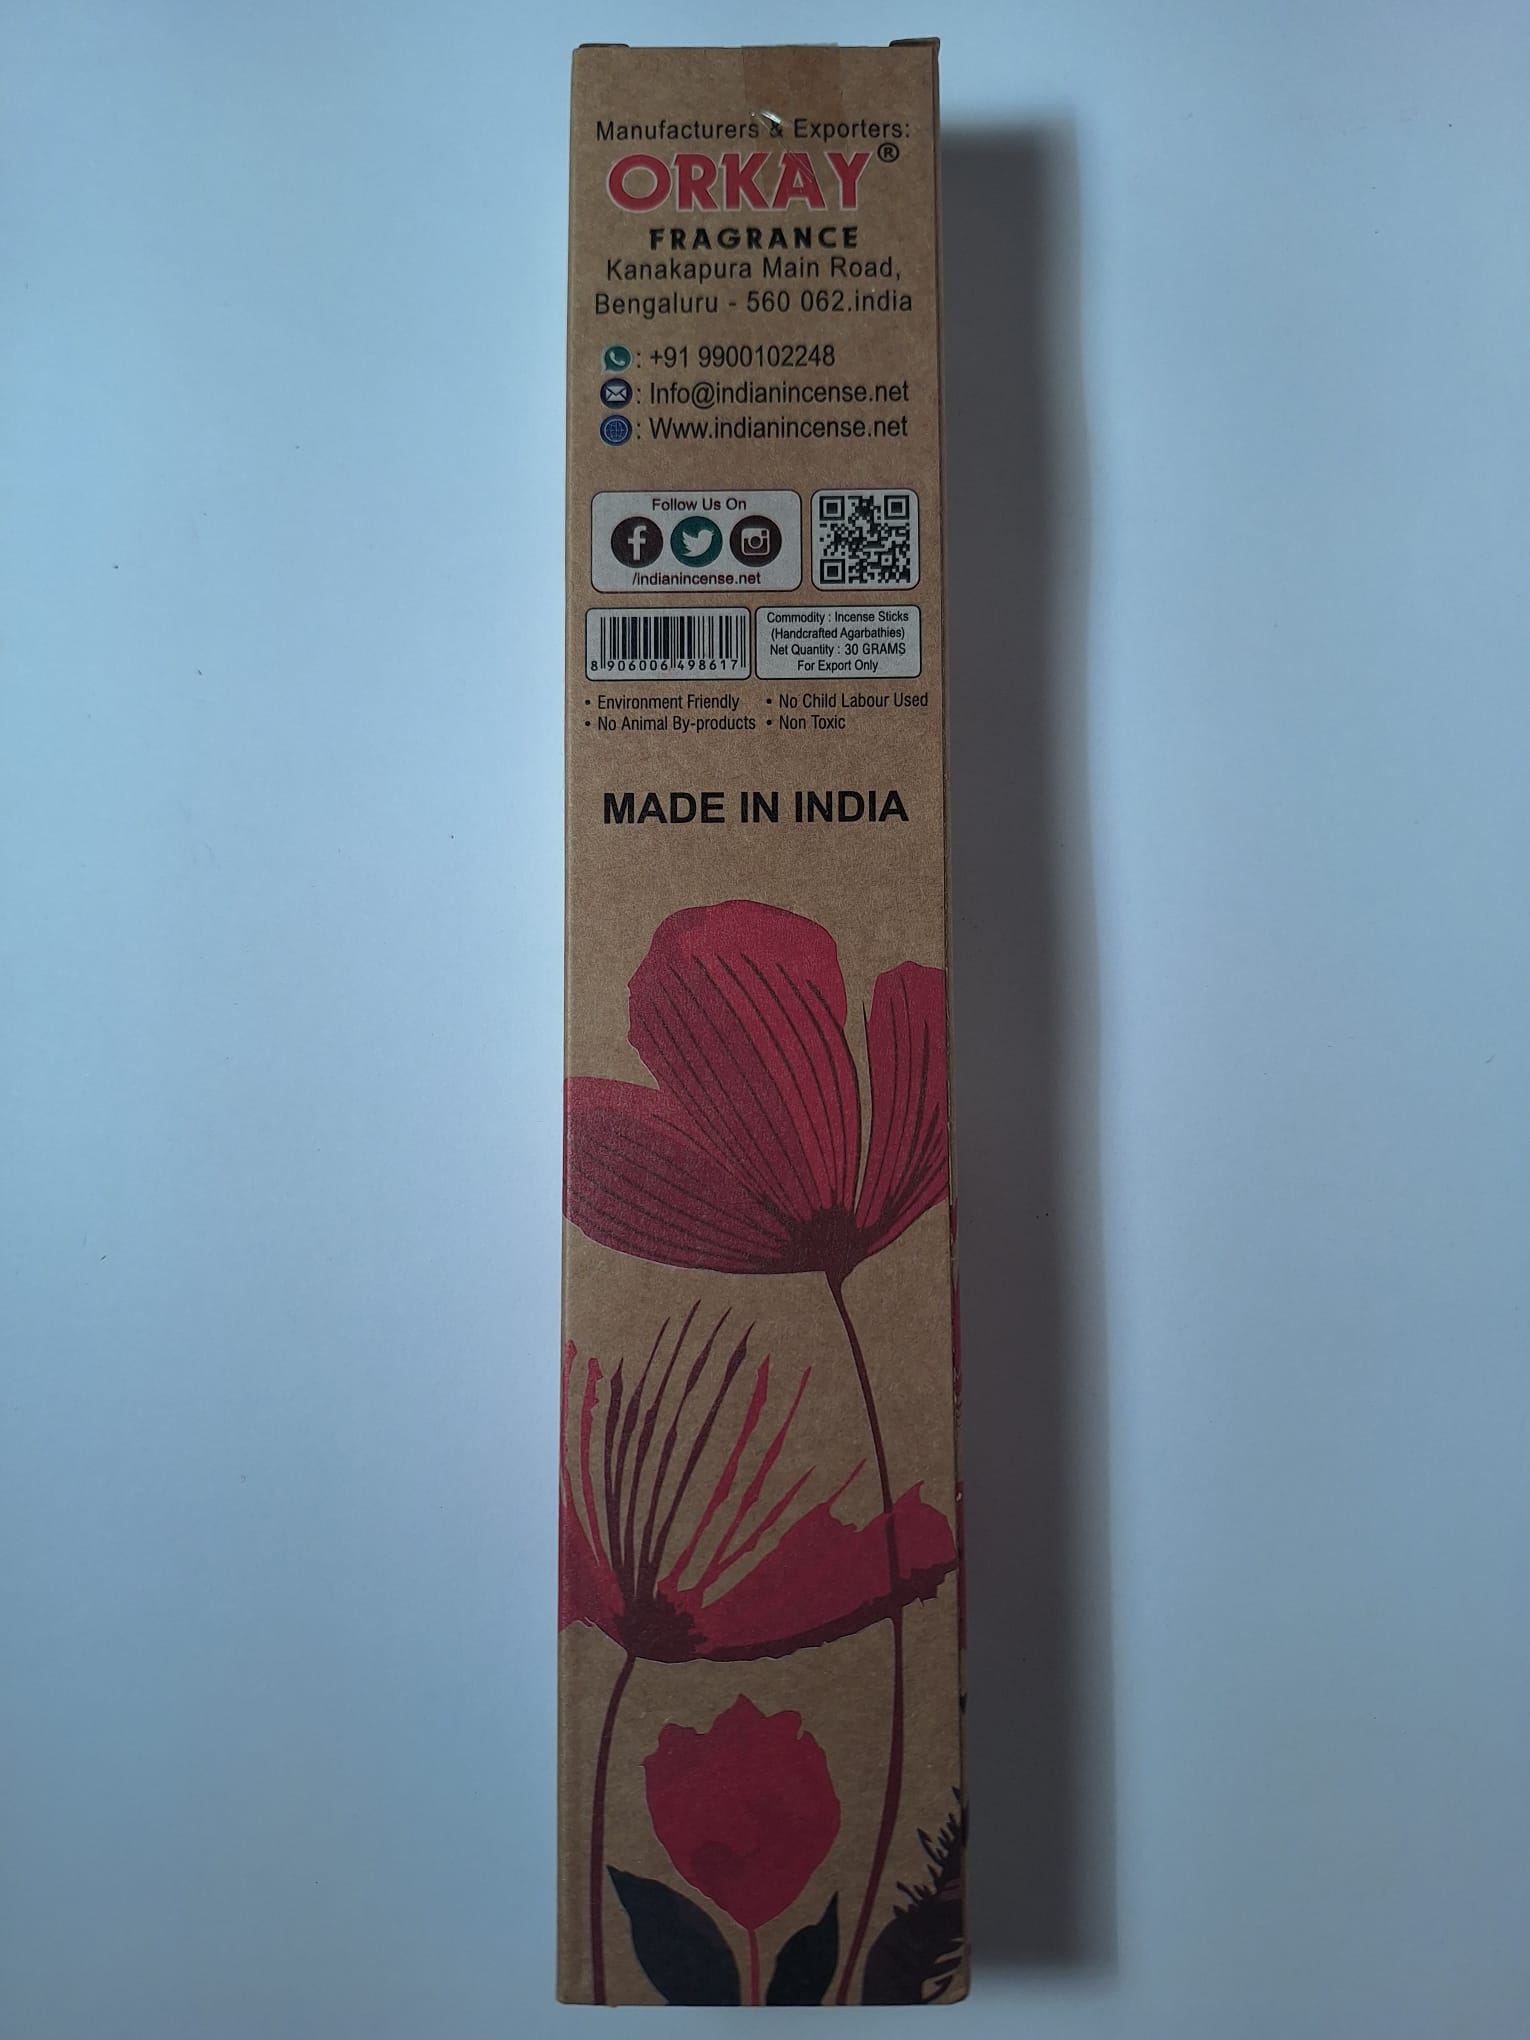 Manufacturers & Exporters:
ORKAY®
FRAGRANCE
Kanakapura Main Road,
Bengaluru - 560 062.india
: +91 9900102248
: Info@indianincense.net
: Www.indianincense.net
Follow Us On
/indianincense.net
8 906006 498617
Commodity : Incense Sticks
(Handcrafted Agarbathies)
Net Quantity : 30 GRAMS
For Export Only
• Environment Friendly • No Child Labour Used
• No Animal By-products • Non Toxic
MADE IN INDIA